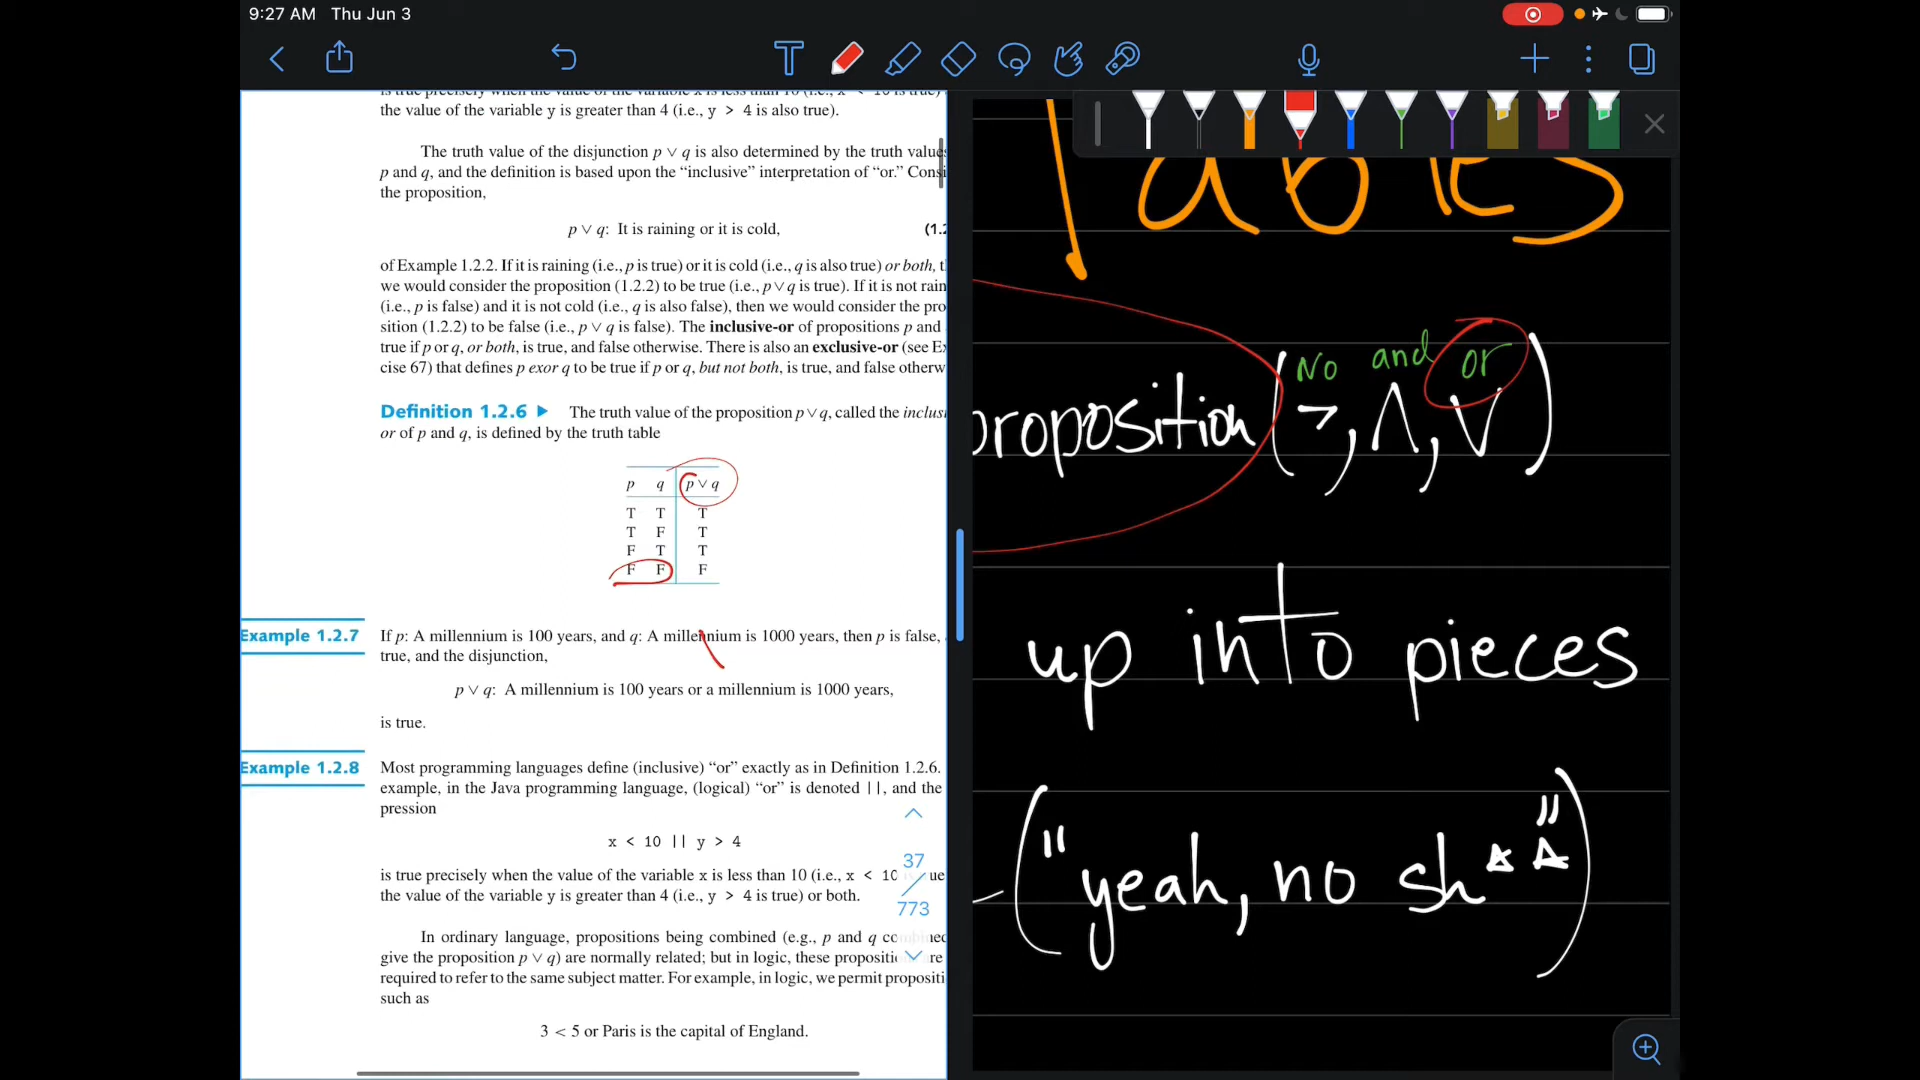 9:27 AM Thu Jun 3
the value of the variable y is greater than 4 (i.e., y > 4 is also true).
The truth value of the disjunction p ∨ q is also determined by the truth values
p and q, and the definition is based upon the “inclusive” interpretation of “or.”
the proposition,
p ∨ q: It is raining or it is cold,
of Example 1.2.2. If it is raining (i.e., p is true) or it is cold (i.e., q is also true) or both,
we would consider the proposition (1.2.2) to be true (i.e., p ∨ q is true). If it is not
(i.e., p is false) and it is not cold (i.e., q is also false), then we would consider the
sition (1.2.2) to be false (i.e., p ∨ q is false). The inclusive-or of propositions p and
true if p or q, or both, is true, and false otherwise. There is also an exclusive-or (see
cise 67) that defines p exor q to be true if p or q, but not both, is true, and false
Definition 1.2.6 ▶ The truth value of the proposition p ∨ q, called the
or of p and q, is defined by the truth table
p q p ∨ q
T T T
T F T
F T T
F F F
Example 1.2.7 If p: A millennium is 100 years, and q: A millennium is 1000 years, then p is false,
true, and the disjunction,
p ∨ q: A millennium is 100 years or a millennium is 1000 years,
is true.
Example 1.2.8 Most programming languages define (inclusive) “or” exactly as in Definition 1.2.6.
example, in the Java programming language, (logical) “or” is denoted ||, and the
pression
x < 10 || y > 4
is true precisely when the value of the variable x is less than 10 (i.e., x < 10
the value of the variable y is greater than 4 (i.e., y > 4 is true) or both.
37
773
In ordinary language, propositions being combined (e.g., p and q
give the proposition p ∨ q) are normally related; but in logic, these
required to refer to the same subject matter. For example, in logic, we permit
such as
3 < 5 or Paris is the capital of England.
Tables
No and or
proposition (¬, ∧, ∨)
up into pieces
("yeah, no sh**")